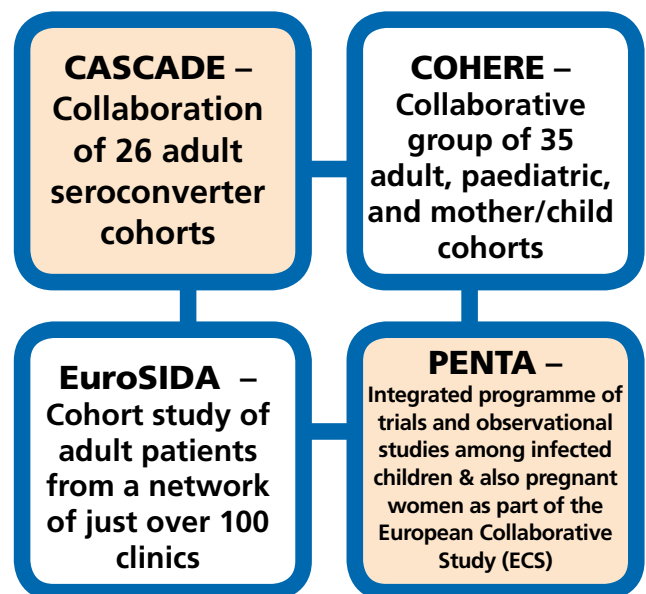 CASCADE –
Collaboration
of 26 adult
seroconverter
cohorts
COHERE –
Collaborative
group of 35
adult, paediatric,
and mother/child
cohorts
EuroSIDA –
Cohort study of
adult patients
from a network
of just over 100
clinics
PENTA –
Integrated programme of
trials and observational
studies among infected
children & also pregnant
women as part of the
European Collaborative
Study (ECS)